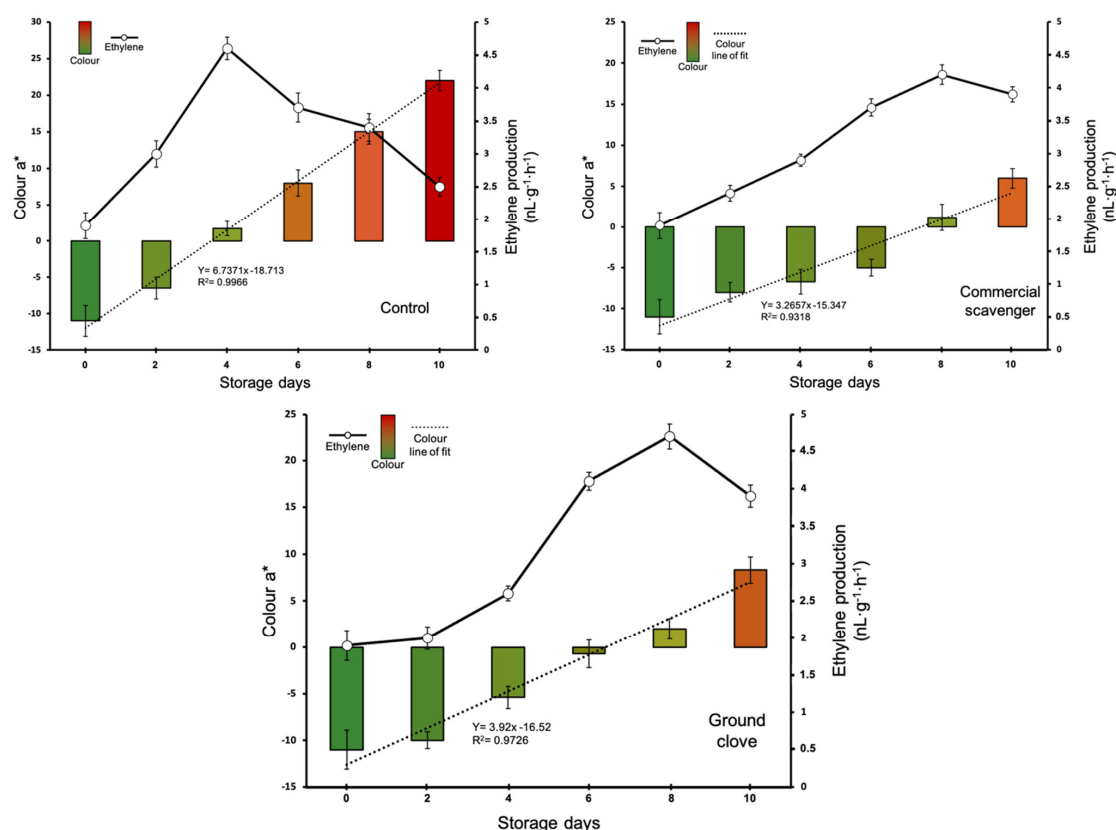 30
25
20
15
10
5
0
-5
-10
-15
Colour a*
Ethylene
Colour
5
4.5
4
3.5
3
2.5
2
1.5
1
0.5
0
Ethylene production
(nL·g-1·h-1)
Y= 6.7371x -18.713
R2= 0.9966
Control
0 2 4 6 8 10
Storage days
25
20
15
10
5
0
-5
-10
-15
Colour a*
Ethylene
Colour
Colour
line of fit
5
4.5
4
3.5
3
2.5
2
1.5
1
0.5
0
Ethylene production
(nL·g-1·h-1)
Y= 3.2657x-15.347
R2= 0.9318
Commercial
scavenger
0 2 4 6 8 10
Storage days
25
20
15
10
5
0
-5
-10
-15
Colour a*
Ethylene
Colour
Colour
line of fit
5
4.5
4
3.5
3
2.5
2
1.5
1
0.5
0
Ethylene production
(nL·g-1·h-1)
Y= 3.92x -16.52
R2= 0.9726
Ground
clove
0 2 4 6 8 10
Storage days